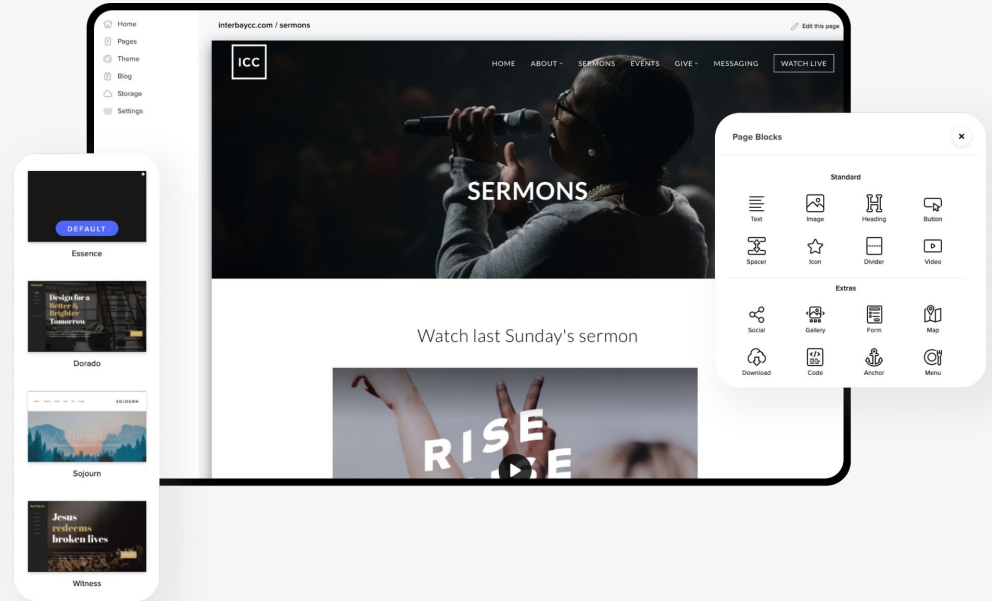 Home
Pages
Theme
Blog
Storage
Settings
interbaycc.com / sermons
Edit this page
ICC
HOME ABOUT SERMONS EVENTS GIVE MESSAGING WATCH LIVE
SERMONS
Watch last Sunday's sermon
RISE
DEFAULT
Essence
Design for a
Better &
Brighter
Tomorrow
Dorado
SOJOURN
Sojourn
Jesus
redeems
broken lives
Witness
Page Blocks
Standard
Text Image Heading Button
Spacer Icon Divider Video
Extras
Social Gallery Form Map
Download Code Anchor Menu